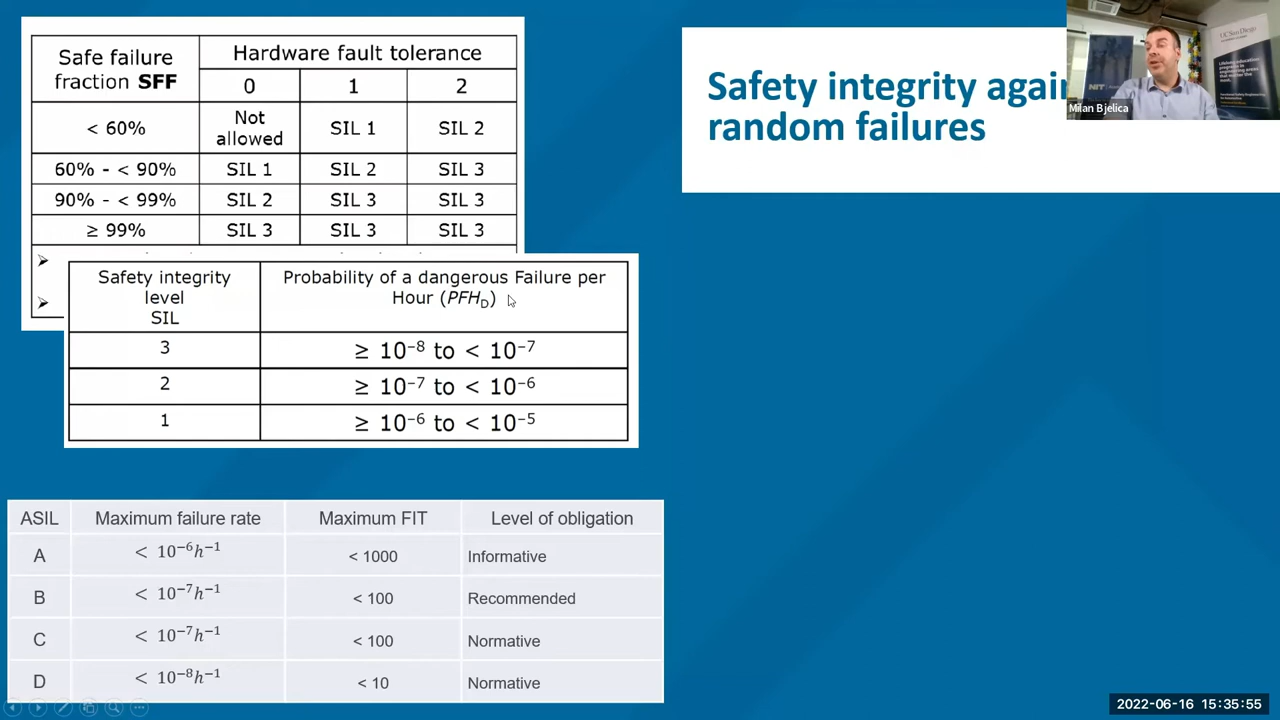 Safe failure
fraction SFF
Hardware fault tolerance
0
1
2
< 60%
Not
allowed
SIL 1
SIL 2
60% - < 90%
SIL 1
SIL 2
SIL 3
90% - < 99%
SIL 2
SIL 3
SIL 3
≥ 99%
SIL 3
SIL 3
SIL 3
Safety integrity
level
SIL
Probability of a dangerous Failure per
Hour (PFH_D)
3
≥ 10⁻⁸ to < 10⁻⁷
2
≥ 10⁻⁷ to < 10⁻⁶
1
≥ 10⁻⁶ to < 10⁻⁵
ASIL
Maximum failure rate
Maximum FIT
Level of obligation
A
< 10⁻⁶h⁻¹
< 1000
Informative
B
< 10⁻⁷h⁻¹
< 100
Recommended
C
< 10⁻⁷h⁻¹
< 100
Normative
D
< 10⁻⁸h⁻¹
< 10
Normative
Safety integrity agai
random failures
UC San Diego
NIT
Milan Bjelica
2022-06-16 15:35:55